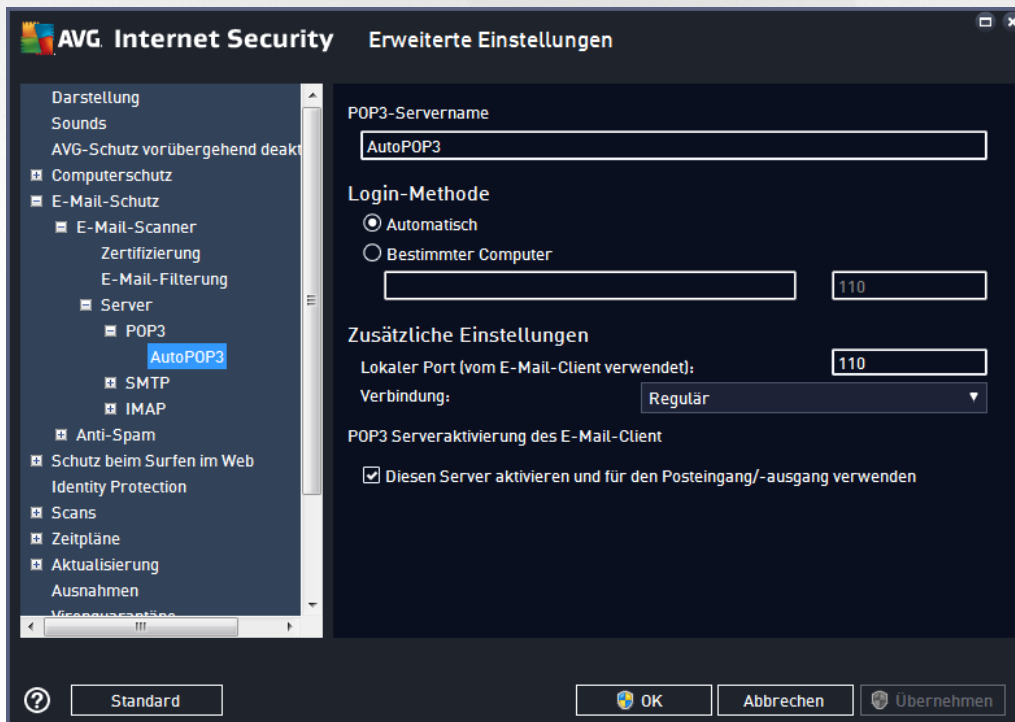 AVG. Internet Security Erweiterte Einstellungen
Darstellung
Sounds
AVG-Schutz vorübergehend deakt
Computerschutz
E-Mail-Schutz
E-Mail-Scanner
Zertifizierung
E-Mail-Filterung
Server
POP3
AutoPOP3
SMTP
IMAP
Anti-Spam
Schutz beim Surfen im Web
Identity Protection
Scans
Zeitpläne
Aktualisierung
Ausnahmen
Virenquarantäne
POP3-Servername
AutoPOP3
Login-Methode
Automatisch
Bestimmter Computer
110
Zusätzliche Einstellungen
Lokaler Port (vom E-Mail-Client verwendet): 110
Verbindung: Regulär
POP3 Serveraktivierung des E-Mail-Client
Diesen Server aktivieren und für den Posteingang/-ausgang verwenden
Standard OK Abbrechen Übernehmen